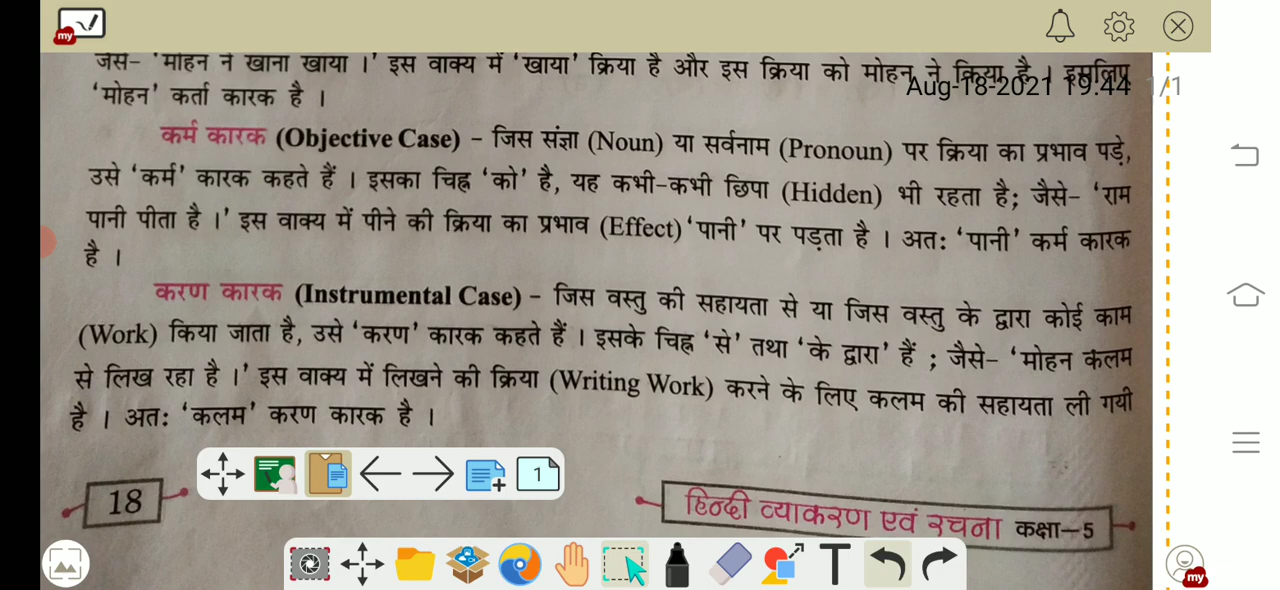 जैसे– 'मोहन ने खाना खाया ।' इस वाक्य में 'खाया' क्रिया है और इस क्रिया को मोहन ने किया है । इसलिए
'मोहन' कर्ता कारक है ।
Aug-18-2021 19:44 1/1
कर्म कारक (Objective Case) – जिस संज्ञा (Noun) या सर्वनाम (Pronoun) पर क्रिया का प्रभाव पड़े,
उसे 'कर्म' कारक कहते हैं । इसका चिह्न 'को' है, यह कभी-कभी छिपा (Hidden) भी रहता है; जैसे– 'राम
पानी पीता है ।' इस वाक्य में पीने की क्रिया का प्रभाव (Effect) 'पानी' पर पड़ता है । अतः 'पानी' कर्म कारक
है ।
करण कारक (Instrumental Case) – जिस वस्तु की सहायता से या जिस वस्तु के द्वारा कोई काम
(Work) किया जाता है, उसे 'करण' कारक कहते हैं । इसके चिह्न 'से' तथा 'के द्वारा' हैं ; जैसे– 'मोहन कलम
से लिख रहा है ।' इस वाक्य में लिखने की क्रिया (Writing Work) करने के लिए कलम की सहायता ली गयी
है । अतः 'कलम' करण कारक है ।
18
हिन्दी व्याकरण एवं रचना कक्षा–5
my
1
T
my